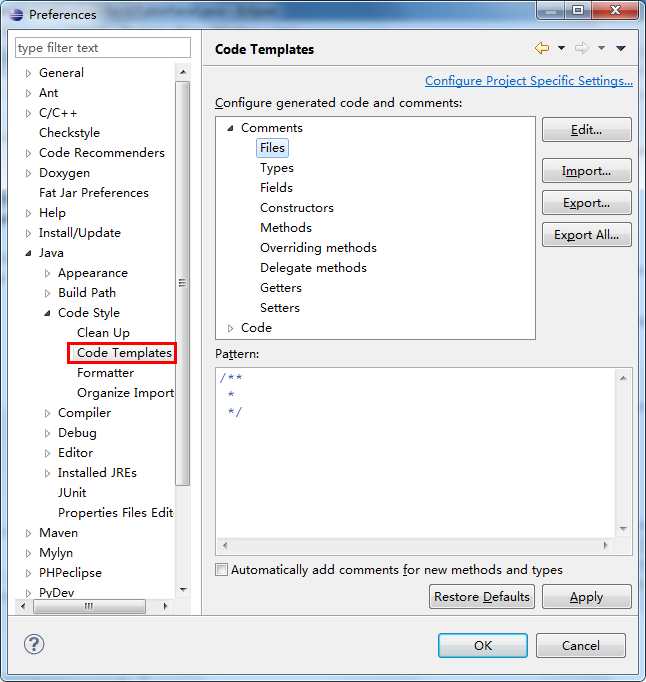 Preferences
type filter text
General
Ant
C/C++
Checkstyle
Code Recommenders
Doxygen
Fat Jar Preferences
Help
Install/Update
Java
Appearance
Build Path
Code Style
Clean Up
Code Templates
Formatter
Organize Import
Compiler
Debug
Editor
Installed JREs
JUnit
Properties Files Edit
Maven
Mylyn
PHPeclipse
PyDev
Code Templates
Configure Project Specific Settings...
Configure generated code and comments:
Comments
Files
Types
Fields
Constructors
Methods
Overriding methods
Delegate methods
Getters
Setters
Code
Edit...
Import...
Export...
Export All...
Pattern:
/**
*
*/
Automatically add comments for new methods and types
Restore Defaults
Apply
?
OK
Cancel